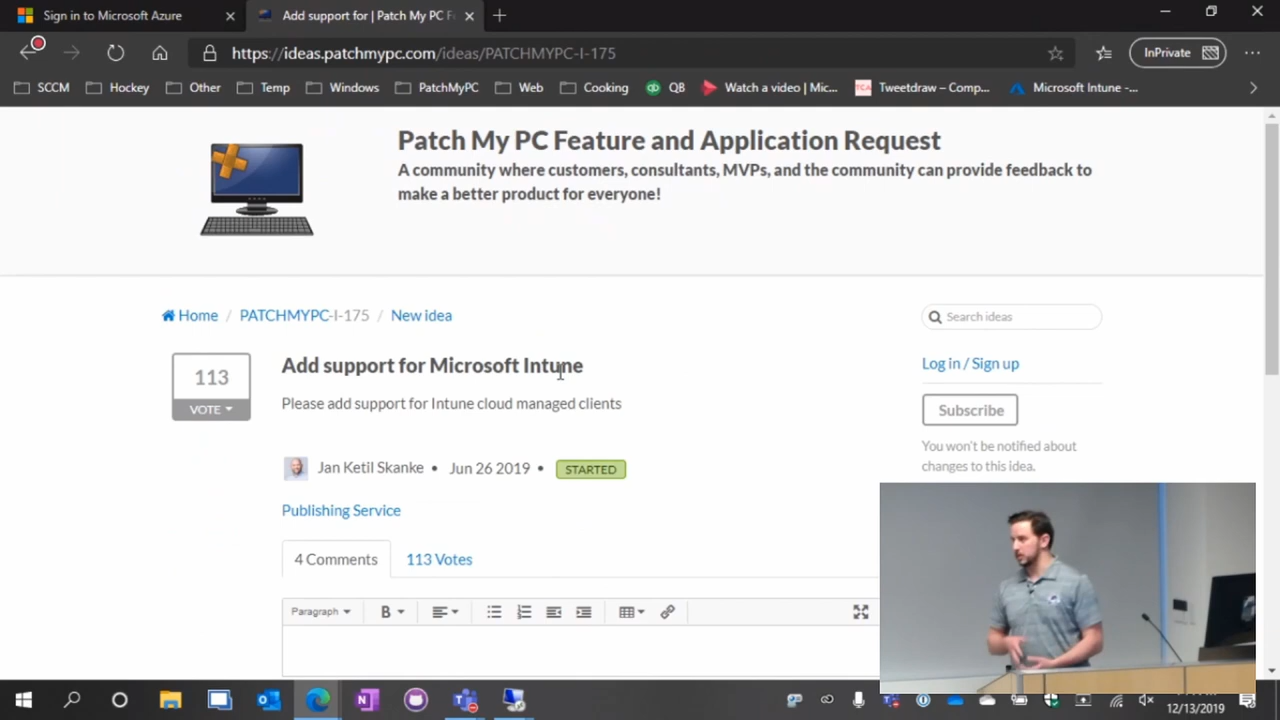 Sign in to Microsoft Azure
Add support for | Patch My PC Fe
https://ideas.patchmypc.com/ideas/PATCHMYPC-I-175
InPrivate
SCCM
Hockey
Other
Temp
Windows
PatchMyPC
Web
Cooking
QB
Watch a video | Mic...
Tweetdraw – Comp...
Microsoft Intune -...
Patch My PC Feature and Application Request
A community where customers, consultants, MVPs, and the community can provide feedback to
make a better product for everyone!
Home / PATCHMYPC-I-175 / New idea
Search ideas
113
VOTE
Add support for Microsoft Intune
Please add support for Intune cloud managed clients
Jan Ketil Skanke • Jun 26 2019 • STARTED
Publishing Service
Log in / Sign up
Subscribe
You won't be notified about
changes to this idea.
4 Comments
113 Votes
Paragraph
B
12/13/2019